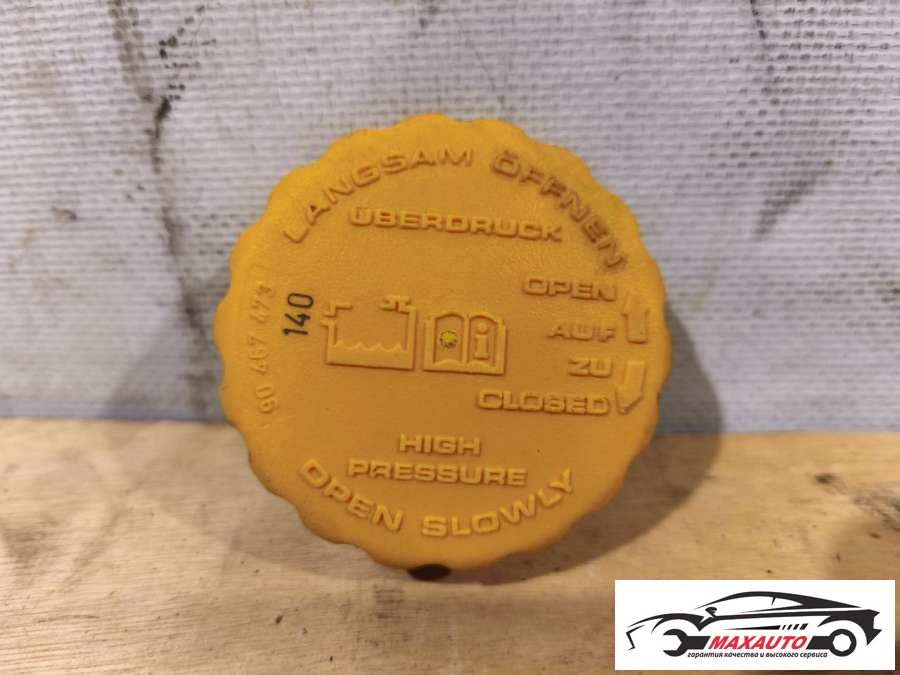 LANGSAM ÖFFNEN
ÜBERDRUCK
OPEN
AUF
ZU
CLOSED
140
90 467 473
i
HIGH
PRESSURE
OPEN SLOWLY
MAXAUTO
гарантия качества и высокого сервиса